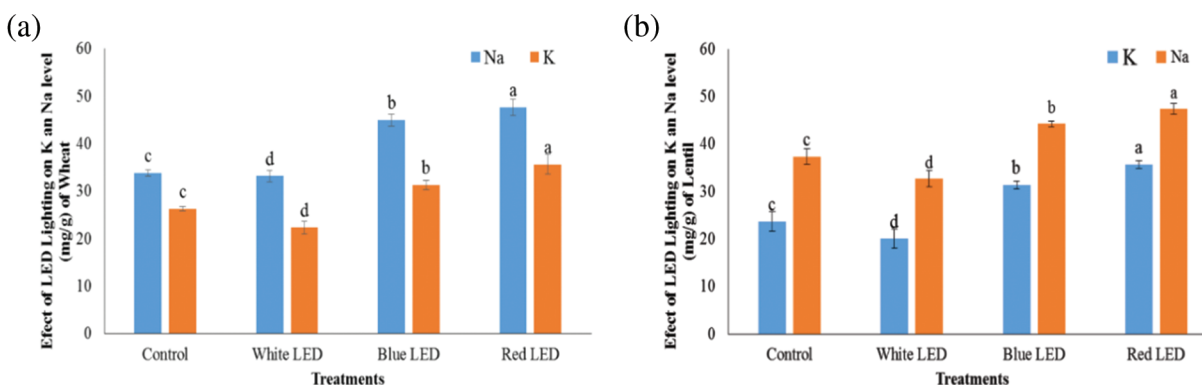 (a)
Efect of LED Lighting on K an Na level
(mg/g) of Wheat
60
50
40
30
20
10
0
Na K
c
c
d
d
b
b
a
a
Control White LED Blue LED Red LED
Treatments
(b)
Efect of LED Lighting on K an Na level
(mg/g) of Lentil
60
50
40
30
20
10
0
K Na
c
c
d
d
b
b
a
a
Control White LED Blue LED Red LED
Treatments